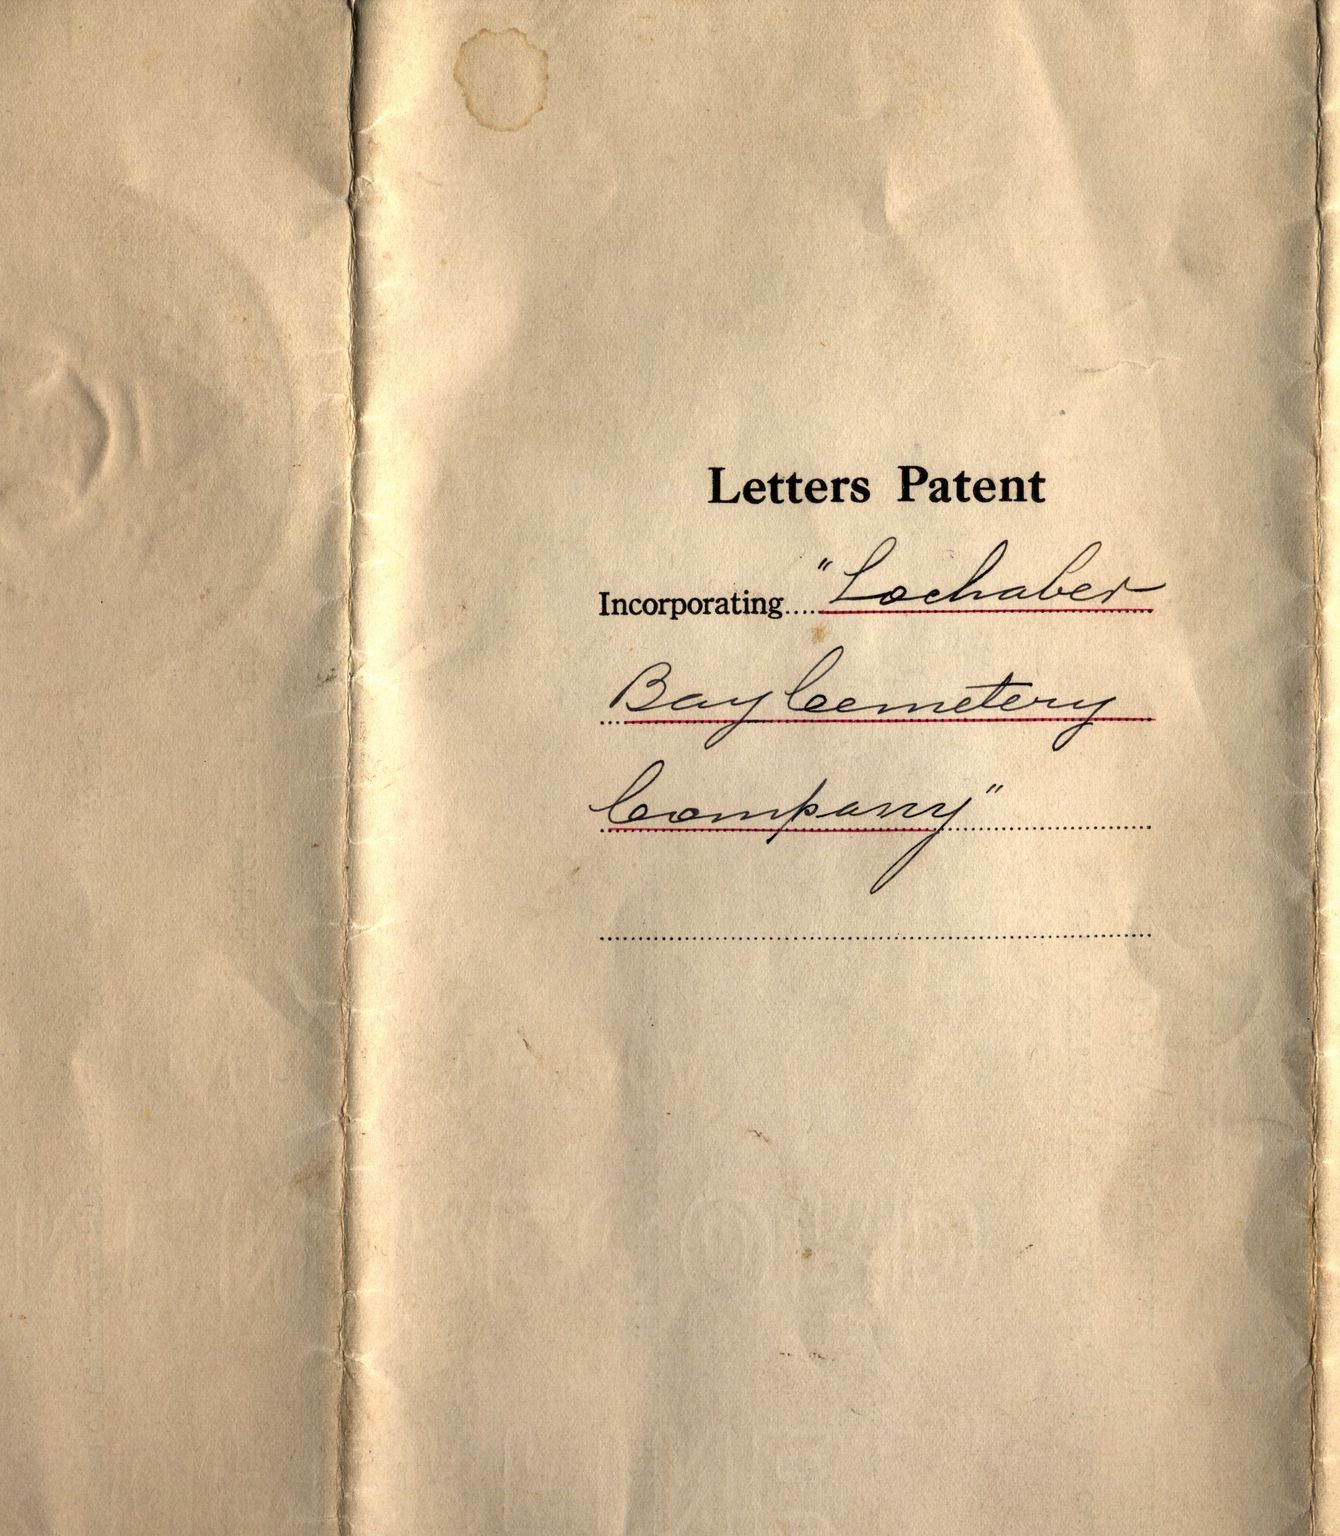 Letters Patent
Incorporating.... "Lochaber
Bay Cemetery
Company"